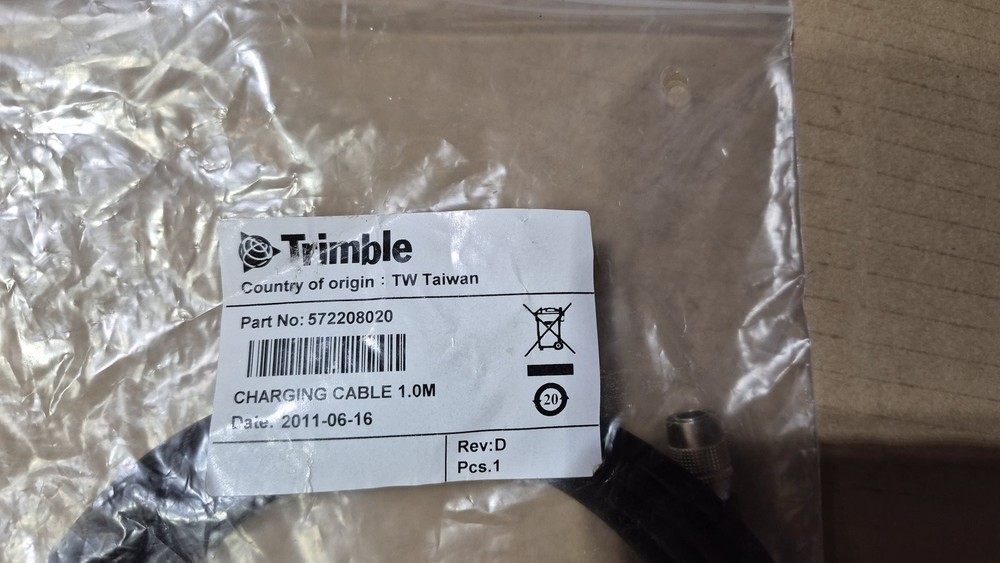 Trimble
Country of origin : TW Taiwan
Part No: 572208020
CHARGING CABLE 1.0M
Date: 2011-06-16
20
Rev:D
Pcs.1